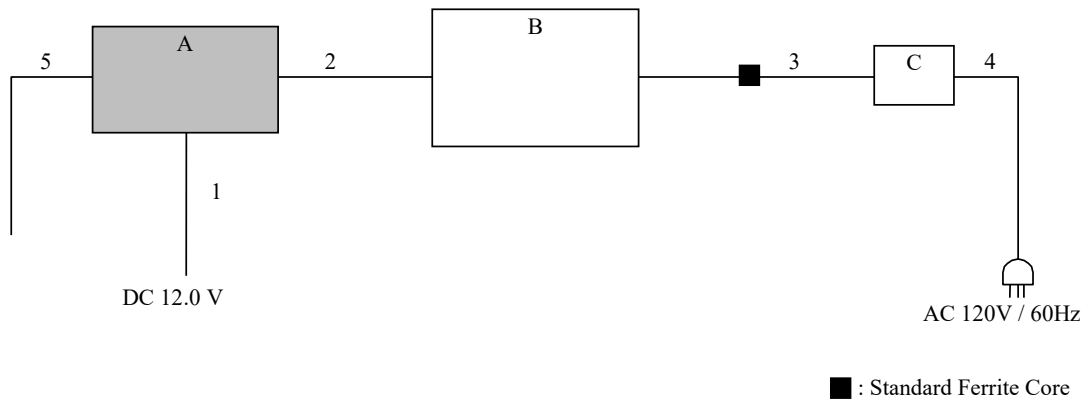 A
B
C
5
2
3
4
1
DC 12.0 V
AC 120V / 60Hz
: Standard Ferrite Core